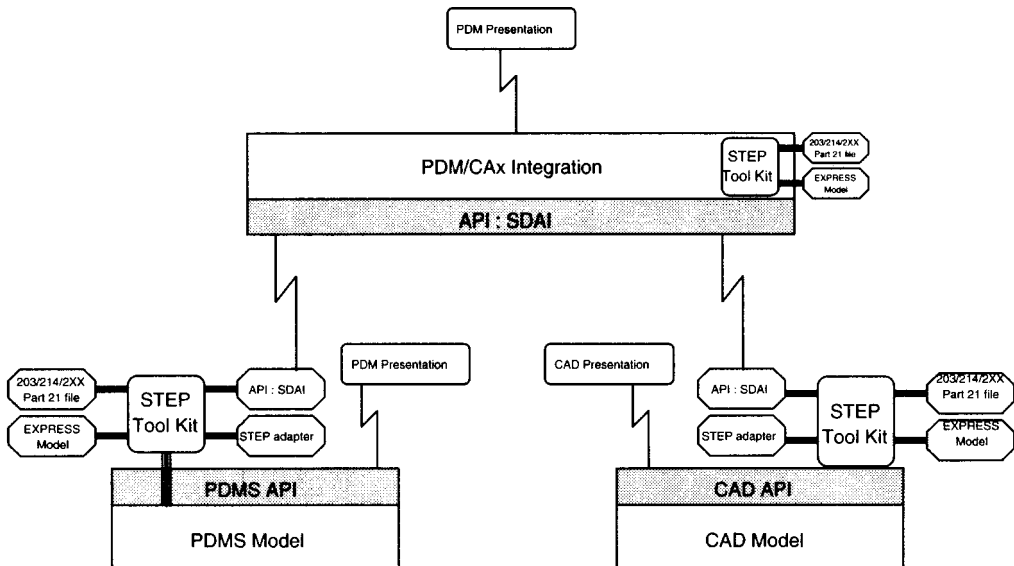 PDM Presentation
PDM/CAx Integration
STEP
Tool Kit
203/214/2XX
Part 21 file
EXPRESS
Model
API : SDAI
PDM Presentation
CAD Presentation
203/214/2XX
Part 21 file
EXPRESS
Model
STEP
Tool Kit
API : SDAI
STEP adapter
API : SDAI
STEP adapter
STEP
Tool Kit
203/214/2XX
Part 21 file
EXPRESS
Model
PDMS API
PDMS Model
CAD API
CAD Model